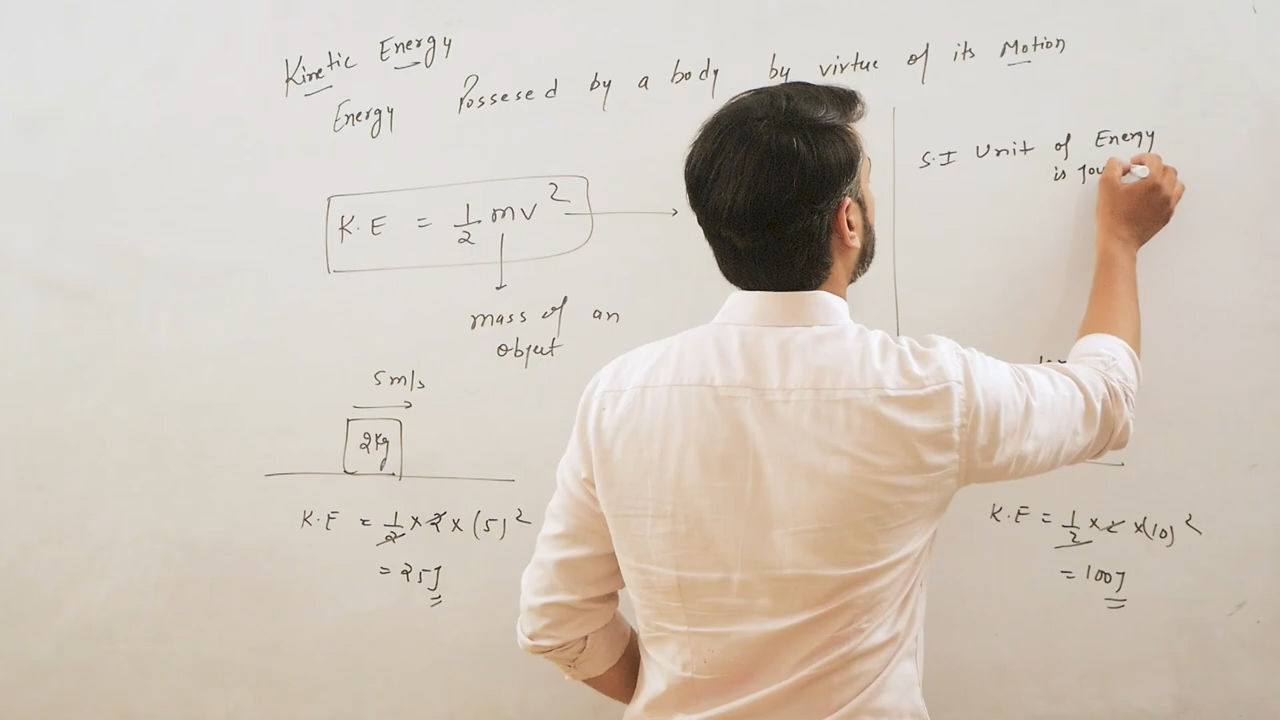 Kinetic Energy
Energy Possesed by a body by virtue of its Motion
K.E = 1/2 mv²
mass of an
object
5m/s
2Kg
K.E = 1/2 x 2 x (5)²
= 25J
S.I Unit of Energy
is
K.E = 1/2 x 2 x (10)²
= 100J